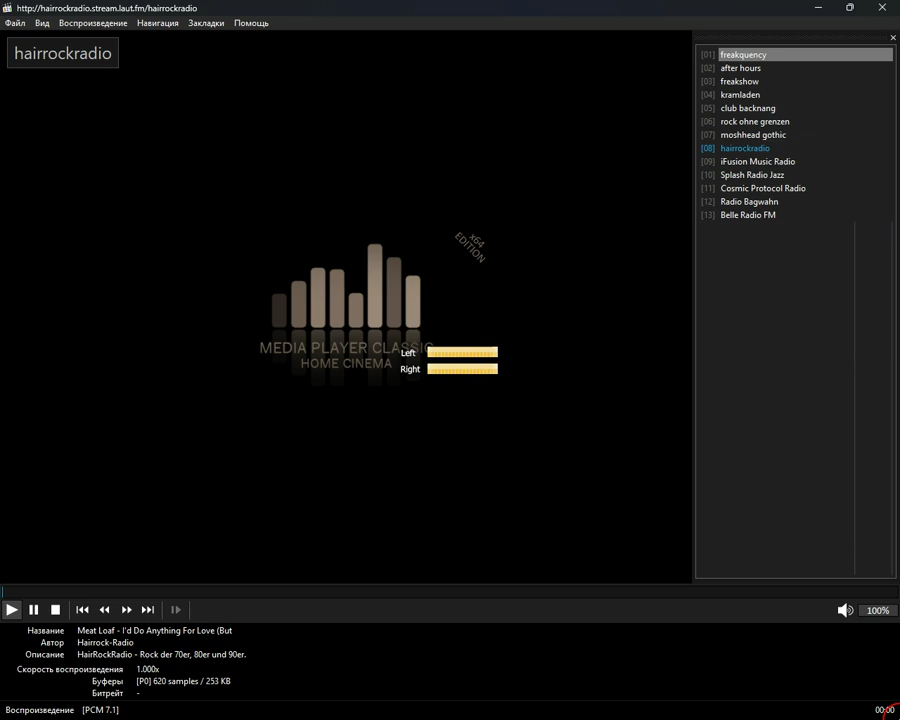 http://hairrockradio.stream.laut.fm/hairrockradio
Файл Вид Воспроизведение Навигация Закладки Помощь
hairrockradio
[01] freakquency
[02] after hours
[03] freakshow
[04] kramladen
[05] club backnang
[06] rock ohne grenzen
[07] moshhead gothic
[08] hairrockradio
[09] iFusion Music Radio
[10] Splash Radio Jazz
[11] Cosmic Protocol Radio
[12] Radio Bagwahn
[13] Belle Radio FM
x64
EDITION
MEDIA PLAYER CLASSIC
HOME CINEMA
Left
Right
100%
Название Meat Loaf - I'd Do Anything For Love (But
Автор Hairrock-Radio
Описание HairRockRadio - Rock der 70er, 80er und 90er.
Скорость воспроизведения 1.000x
Буферы [P0] 620 samples / 253 KB
Битрейт -
Воспроизведение [PCM 7.1] 00:00